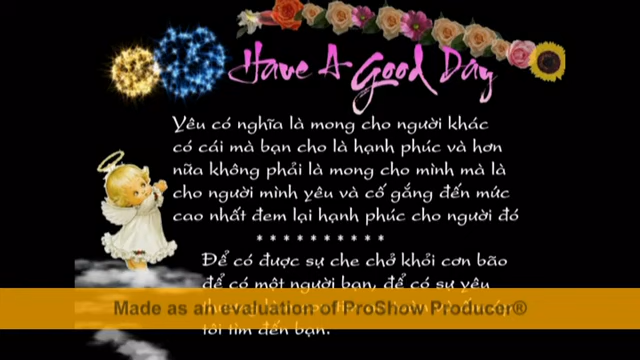 Have A Good Day
Yêu có nghĩa là mong cho người khác
có cái mà bạn cho là hạnh phúc và hơn
nữa không phải là mong cho mình mà là
cho người mình yêu và cố gắng đến mức
cao nhất đem lại hạnh phúc cho người đó
* * * * * * * * * *
Để có được sự che chở khỏi cơn bão
để có một người bạn, để có sự yêu
Made as an evaluation of ProShow Producer®
tôi tìm đến bạn.